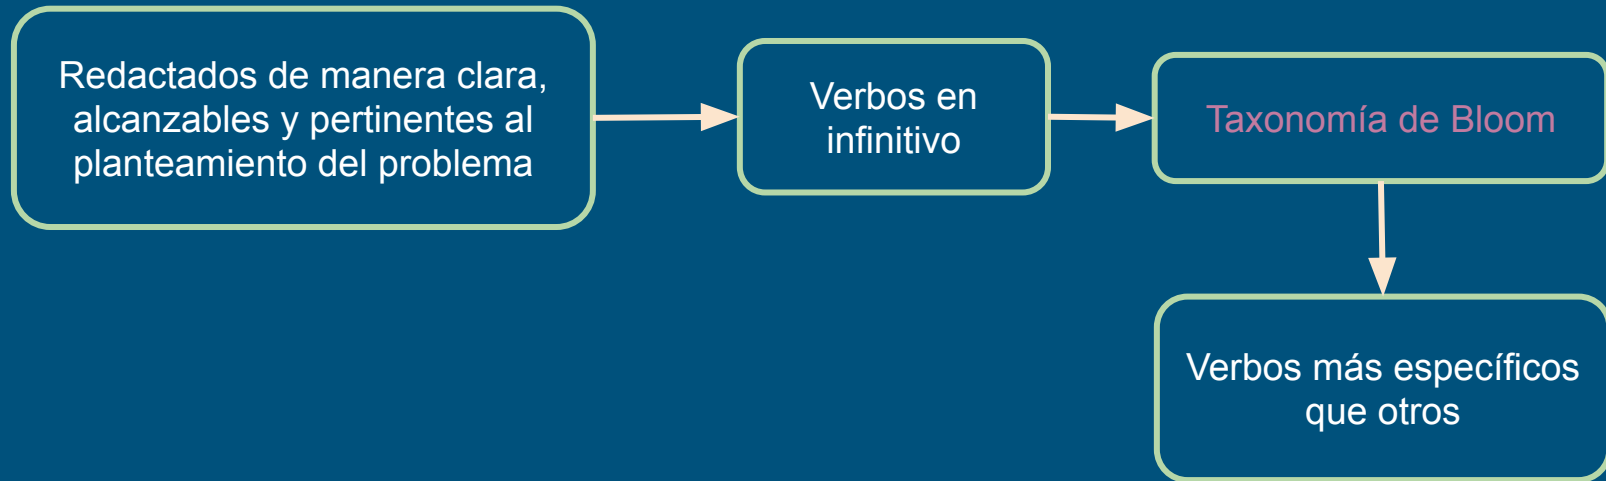 Redactados de manera clara,
alcanzables y pertinentes al
planteamiento del problema
Verbos en
infinitivo
Taxonomía de Bloom
Verbos más específicos
que otros